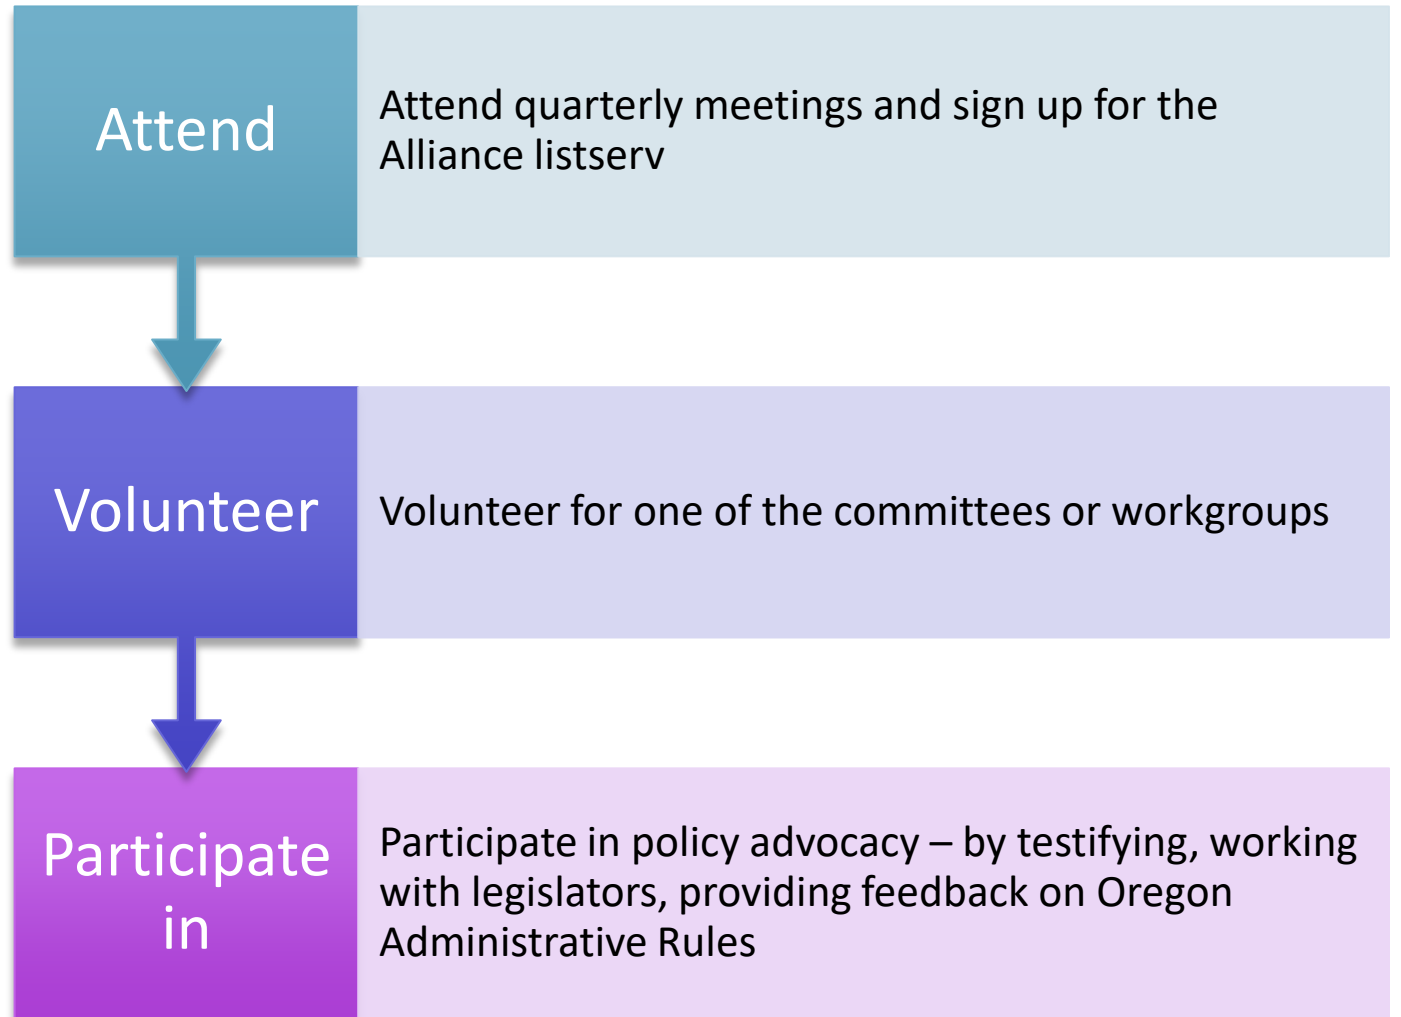 Attend
Attend quarterly meetings and sign up for the
Alliance listserv
Volunteer
Volunteer for one of the committees or workgroups
Participate
in
Participate in policy advocacy – by testifying, working
with legislators, providing feedback on Oregon
Administrative Rules